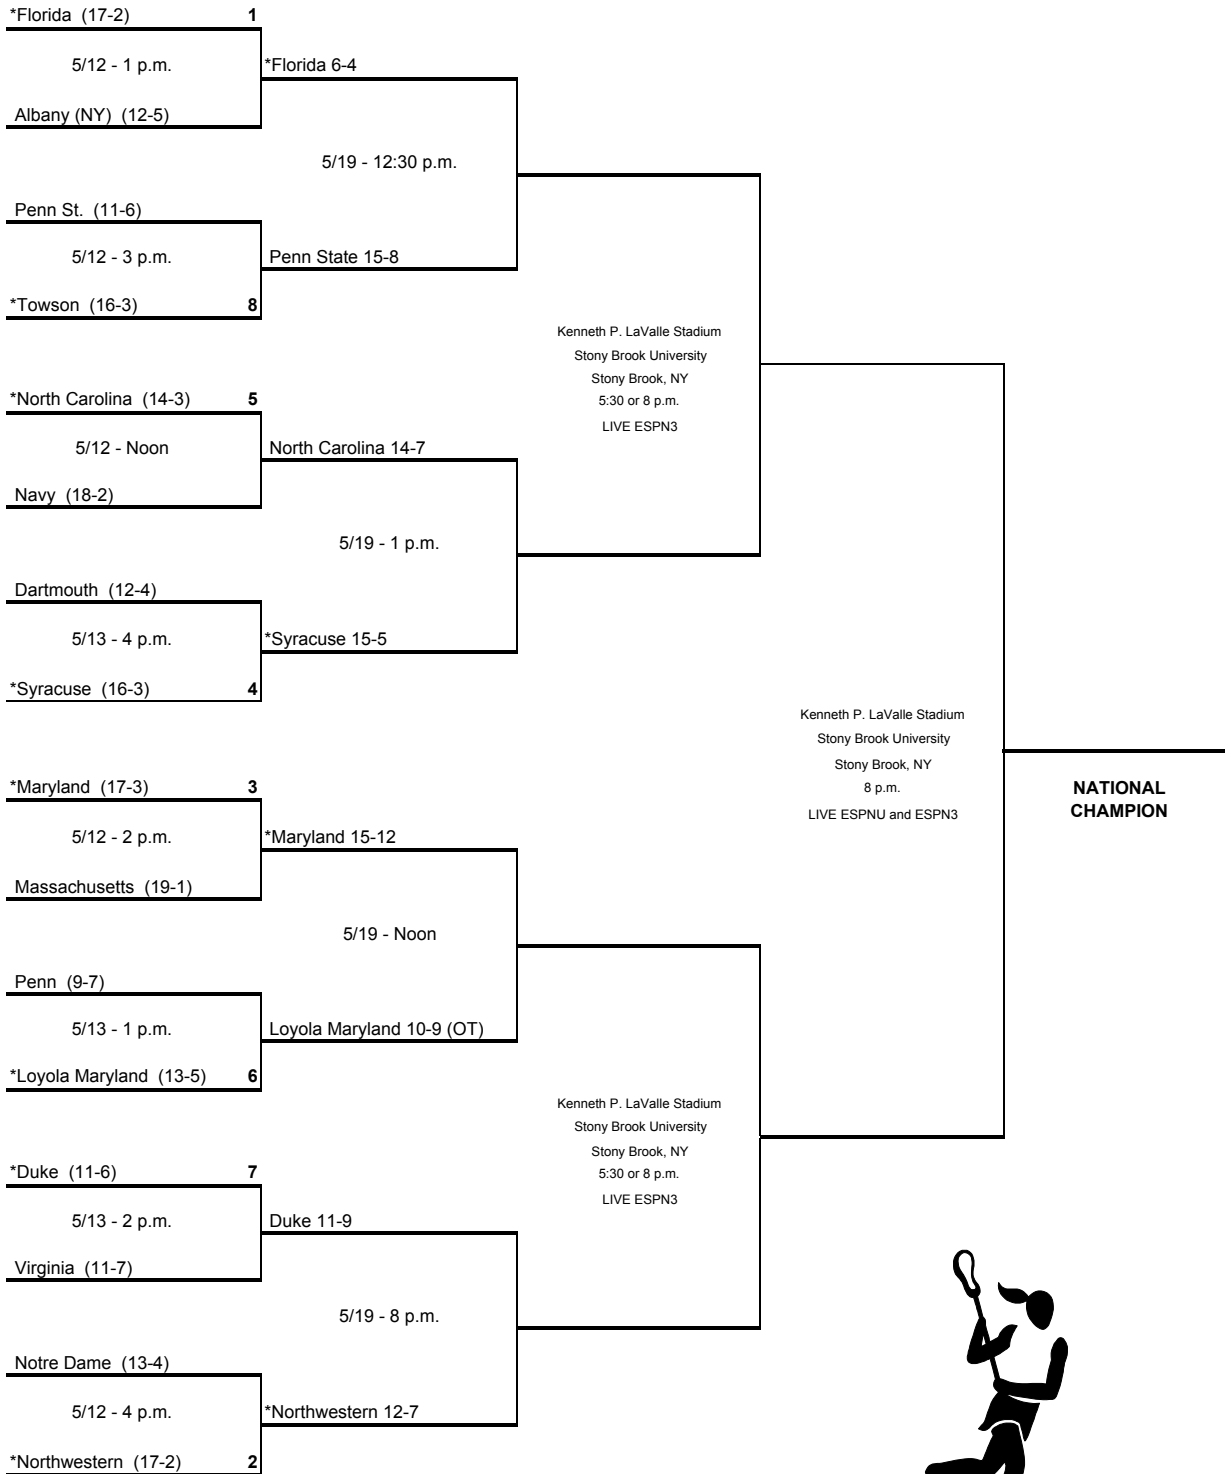 *Florida (17-2) 1
5/12 - 1 p.m.
*Florida 6-4
Albany (NY) (12-5)
5/19 - 12:30 p.m.
Penn St. (11-6)
5/12 - 3 p.m.
Penn State 15-8
*Towson (16-3) 8
Kenneth P. LaValle Stadium
Stony Brook University
Stony Brook, NY
5:30 or 8 p.m.
LIVE ESPN3
*North Carolina (14-3) 5
5/12 - Noon
North Carolina 14-7
Navy (18-2)
5/19 - 1 p.m.
Dartmouth (12-4)
5/13 - 4 p.m.
*Syracuse 15-5
*Syracuse (16-3) 4
Kenneth P. LaValle Stadium
Stony Brook University
Stony Brook, NY
8 p.m.
LIVE ESPNU and ESPN3
NATIONAL
CHAMPION
*Maryland (17-3) 3
5/12 - 2 p.m.
*Maryland 15-12
Massachusetts (19-1)
5/19 - Noon
Penn (9-7)
5/13 - 1 p.m.
Loyola Maryland 10-9 (OT)
*Loyola Maryland (13-5) 6
Kenneth P. LaValle Stadium
Stony Brook University
Stony Brook, NY
5:30 or 8 p.m.
LIVE ESPN3
*Duke (11-6) 7
5/13 - 2 p.m.
Duke 11-9
Virginia (11-7)
5/19 - 8 p.m.
Notre Dame (13-4)
5/12 - 4 p.m.
*Northwestern 12-7
*Northwestern (17-2) 2